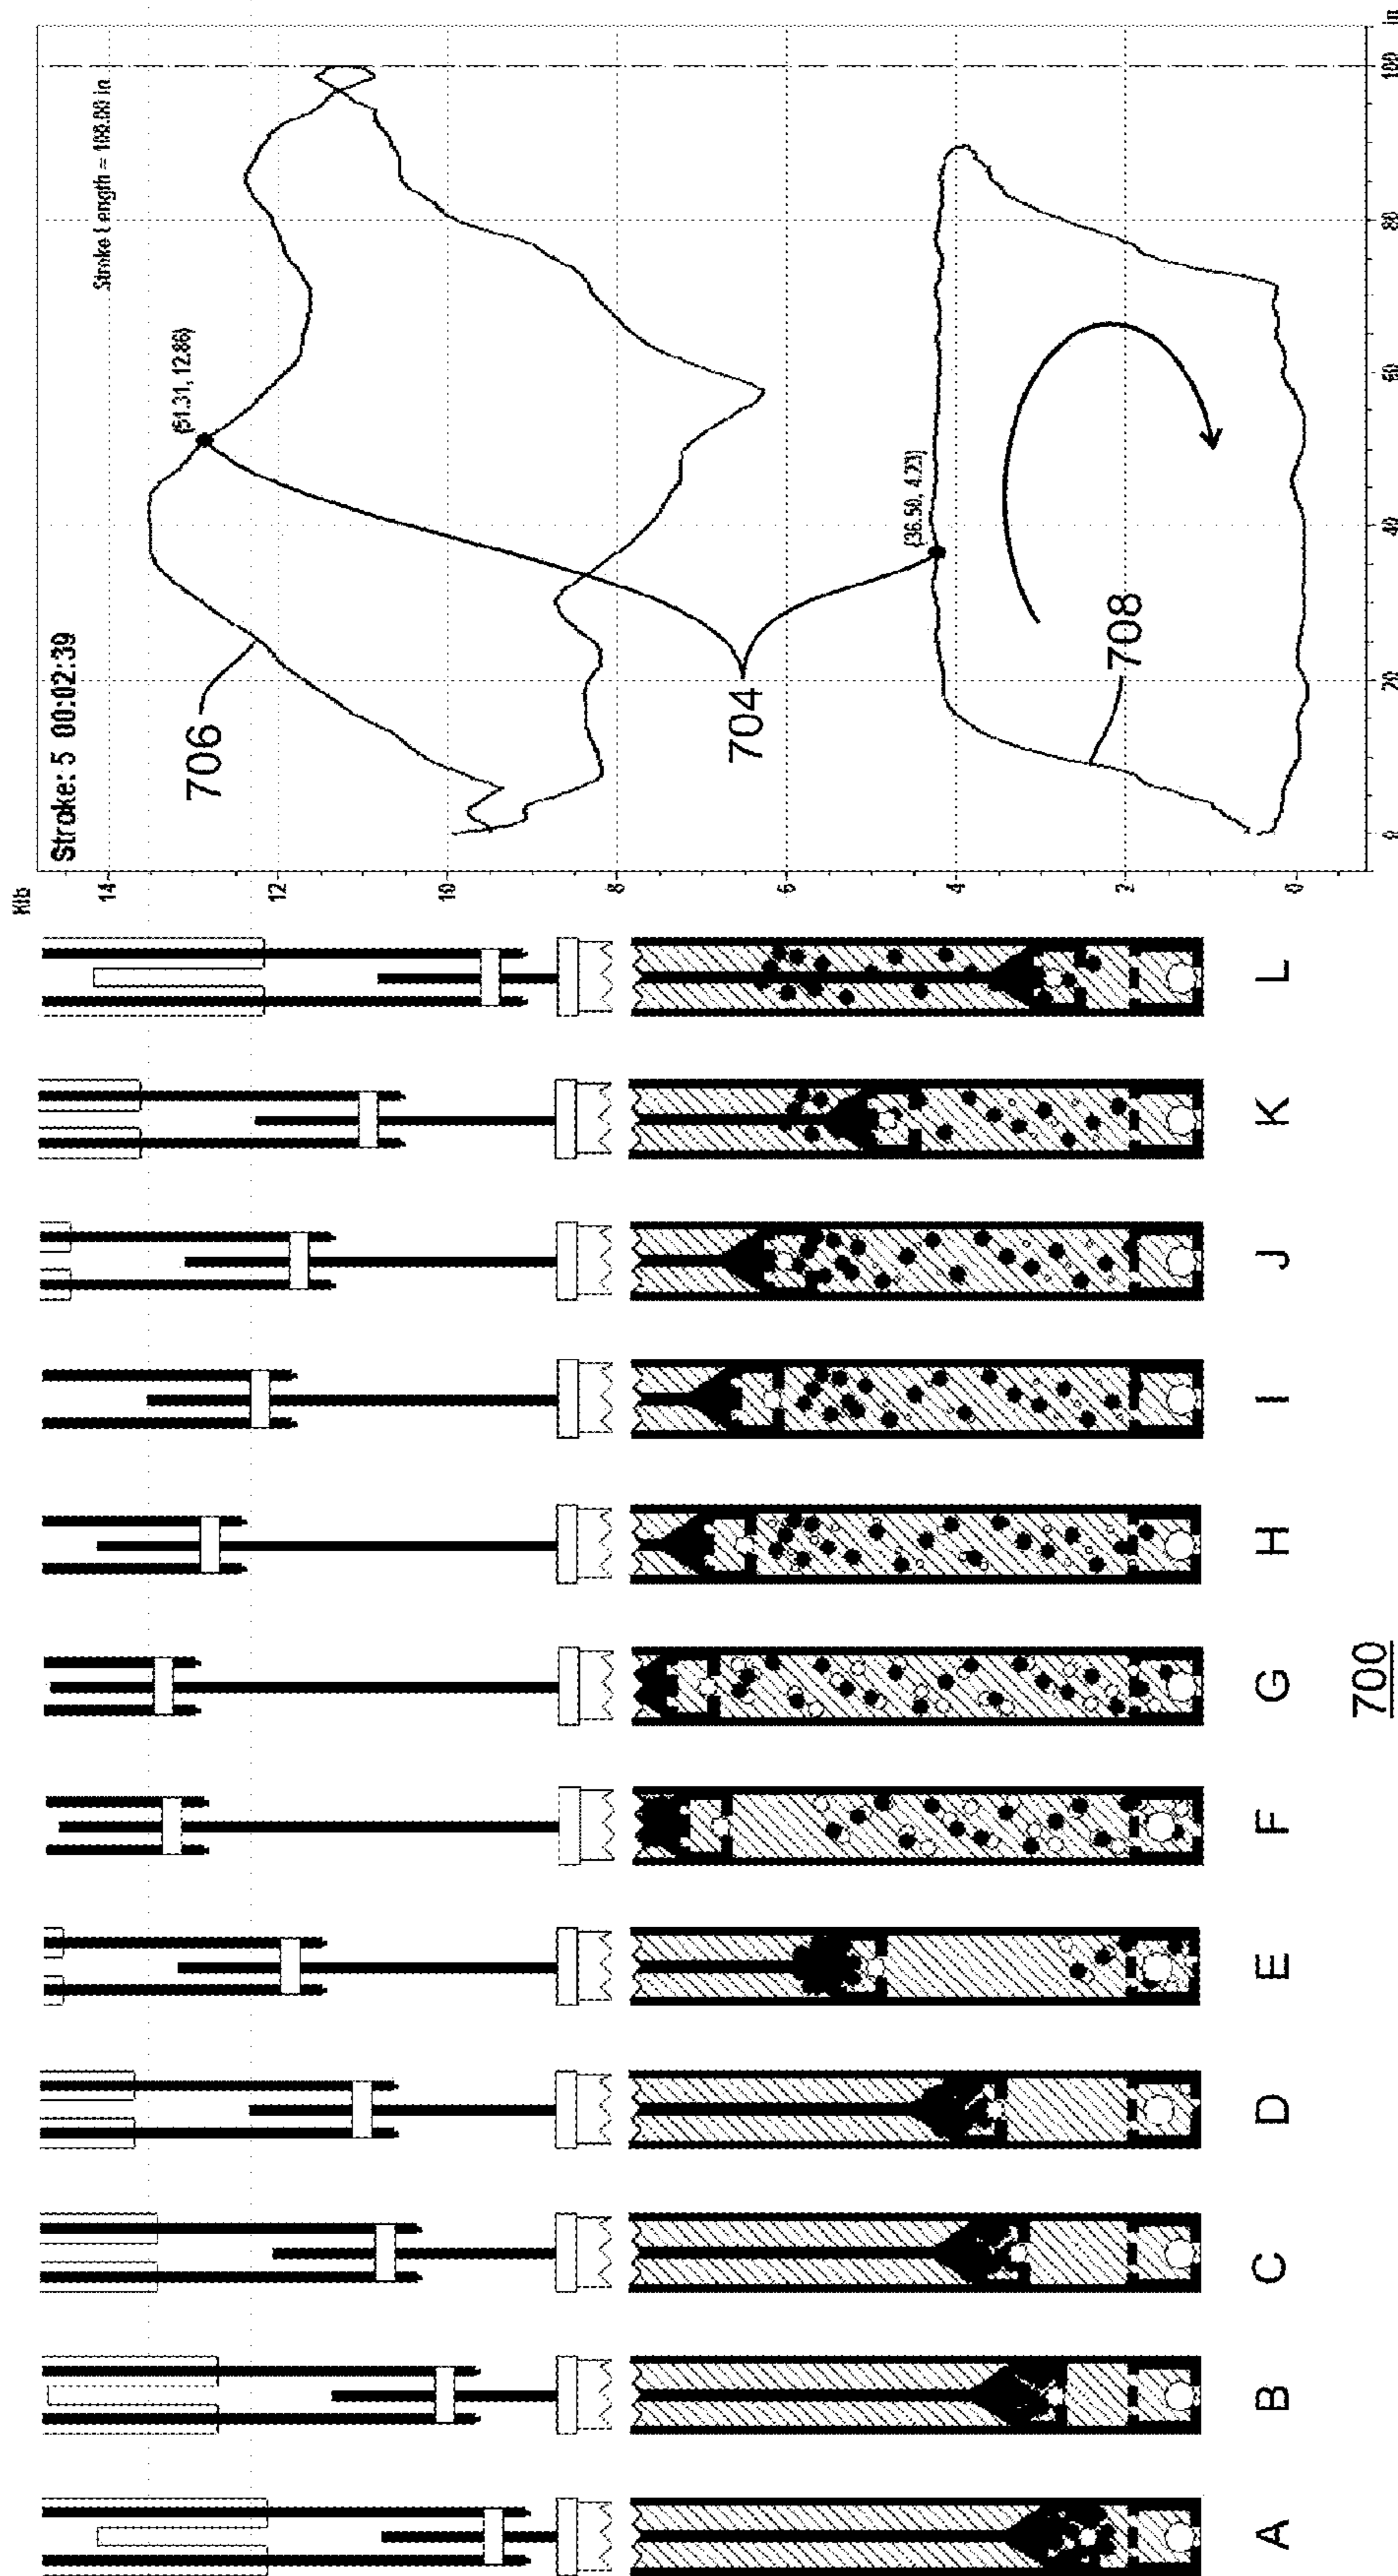 Klb
Stroke: 5 00:02:39
Stroke Length = 100.00 in
14
12
10
8
6
4
2
0
(51.31, 12.86)
706
704
(36.50, 4.23)
708
0
20
40
60
80
100
in
A
B
C
D
E
F
G
H
I
J
K
L
700